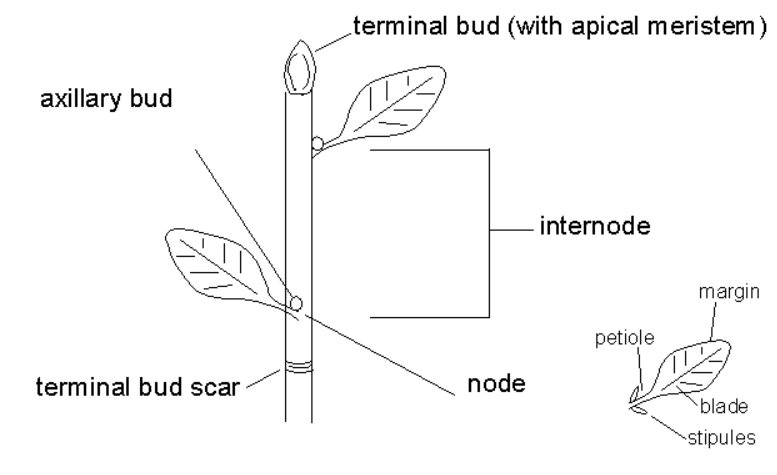 terminal bud (with apical meristem)
axillary bud
internode
margin
petiole
terminal bud scar
node
blade
stipules